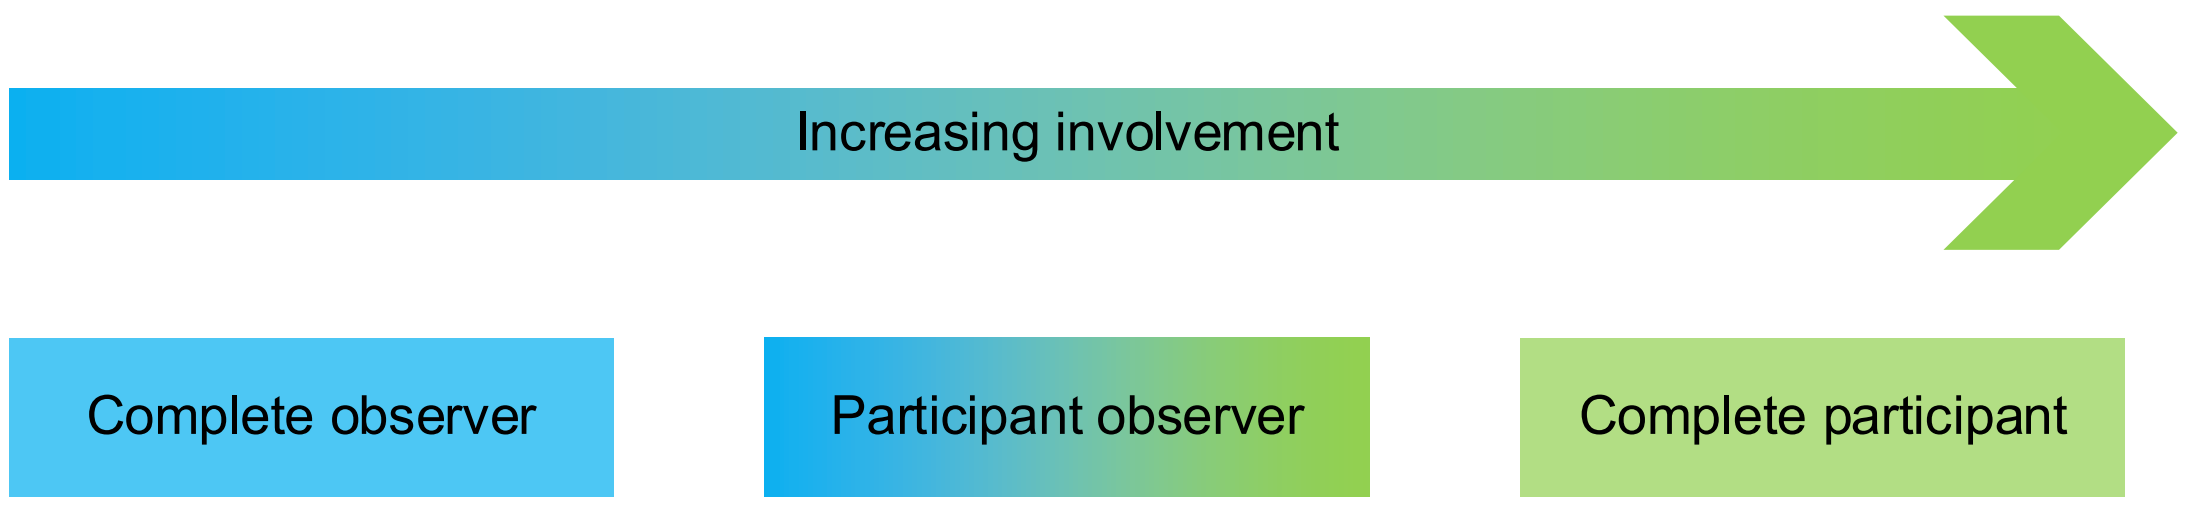 Increasing involvement
Complete observer
Participant observer
Complete participant